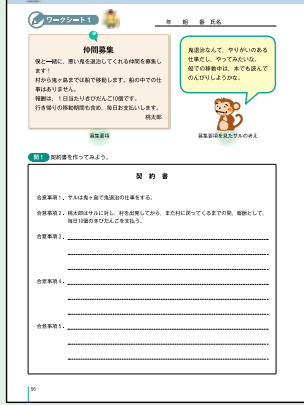 ワークシート1
年 組 番 氏名
仲間募集
僕と一緒に、悪い鬼を退治してくれる仲間を募集し
ます!
村から鬼ヶ島までは船で移動します。船の中での仕
事はありません。
報酬は、1日当たりきびだんご10個です。
行き帰りの移動期間も含め、毎日お支払いします。
桃太郎
募集要項
鬼退治なんて、やりがいのある
仕事だし、やってみたいな。
船での移動中は、本でも読んで
のんびりしようかな。
募集要項を見たサルの考え
問1 契約書を作ってみよう。
契 約 書
合意事項1.サルは鬼ヶ島で鬼退治の仕事をする。
合意事項2.桃太郎はサルに対し、村を出発してから、また村に戻ってくるまでの間、報酬として、
毎日10個のきびだんごを支払う。
合意事項3.
合意事項4.
合意事項5.
96